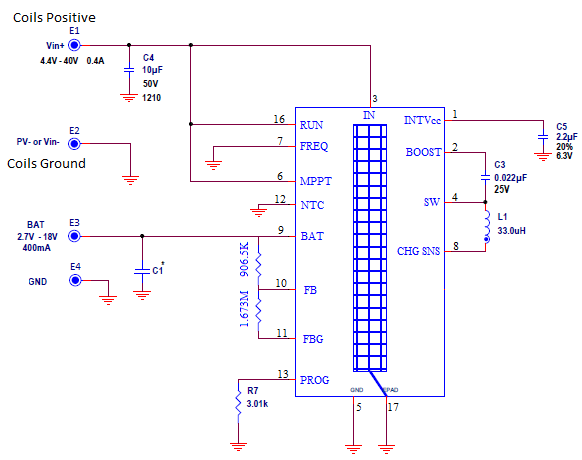 Coils Positive
E1
Vin+
4.4V - 40V 0.4A
C4
10µF
50V
1210
E2
PV- or Vin-
Coils Ground
BAT
2.7V - 18V
400mA
E3
E4
GND
C1*
906.5K
1.673M
R7
3.01k
3
IN
16 RUN
7 FREQ
6 MPPT
12 NTC
9 BAT
10 FB
11 FBG
13 PROG
INTVcc 1
BOOST 2
SW 4
CHG SNS 8
GND
EPAD
5
17
C5
2.2µF
20%
6.3V
C3
0.022µF
25V
L1
33.0uH